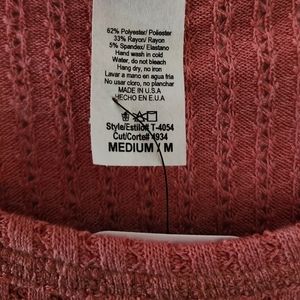 62% Polyester/ Poliester
33% Rayon/ Rayon
5% Spandex/ Elastano
Hand wash in cold
Water, do not bleach
Hang dry, no iron
Lavar a mano en agua fria
No usar cloro, no planchar
MADE IN U.S.A
HECHO EN E.U.A
Style/Estilo# T-4054
Cut/Corte# 4934
MEDIUM / M